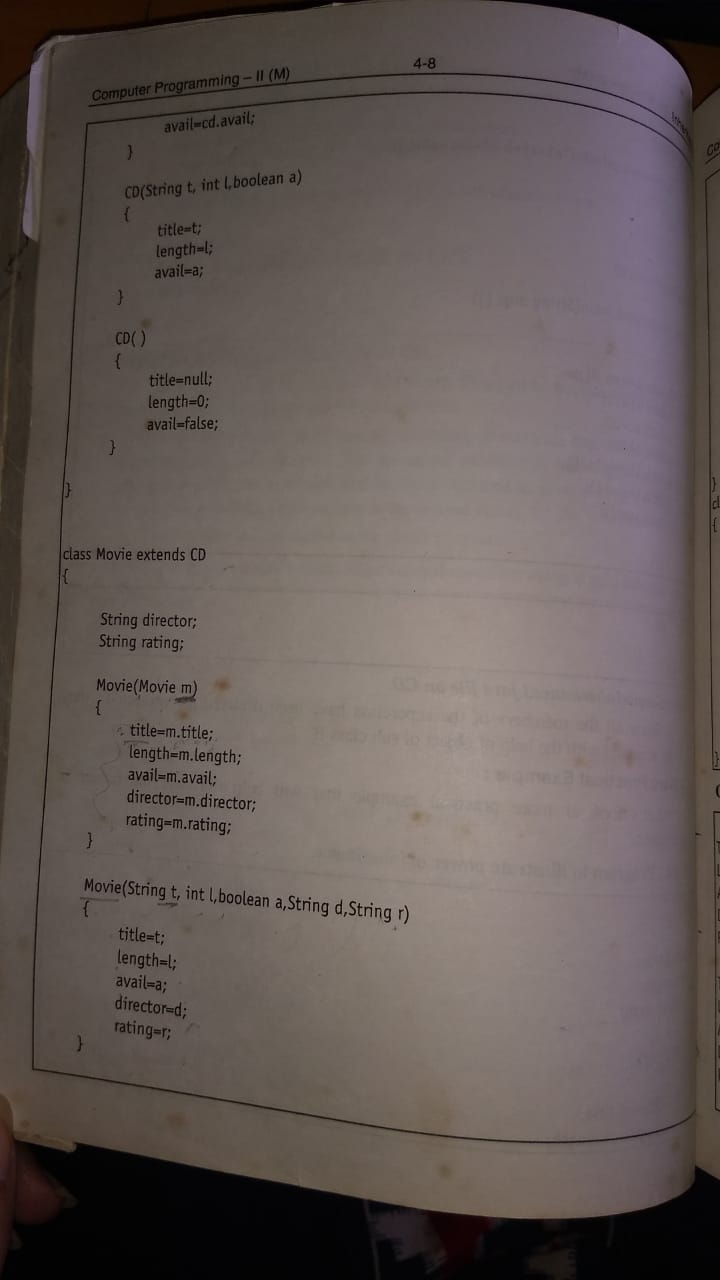 Computer Programming – II (M)
4-8
avail=cd.avail;
}
CD(String t, int l,boolean a)
{
title=t;
length=l;
avail=a;
}
CD( )
{
title=null;
length=0;
avail=false;
}
}
class Movie extends CD
{
String director;
String rating;
Movie(Movie m)
{
title=m.title;
length=m.length;
avail=m.avail;
director=m.director;
rating=m.rating;
}
Movie(String t, int l,boolean a,String d,String r)
{
title=t;
length=l;
avail=a;
director=d;
rating=r;
}